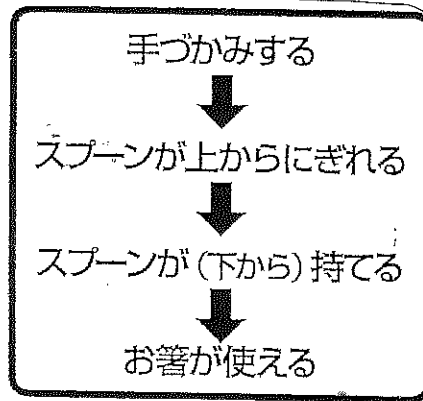 手づかみする
スプーンが上からにぎれる
スプーンが（下から）持てる
お箸が使える